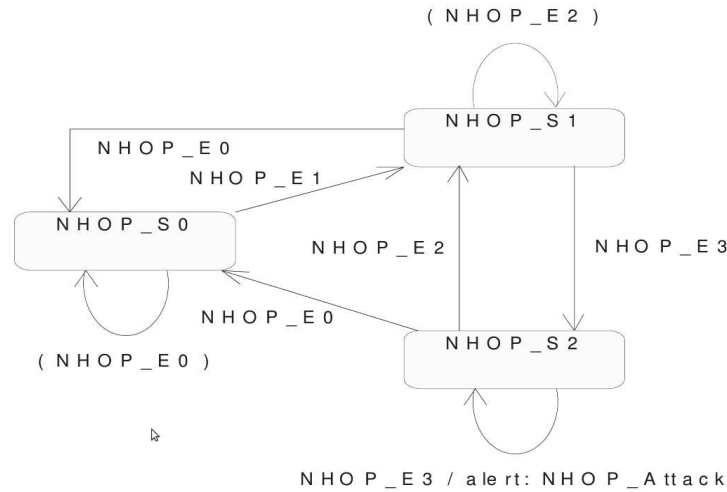 (NHOP_E2)
NHOP_S1
NHOP_E0
NHOP_E1
NHOP_S0
NHOP_E2
NHOP_E3
NHOP_E0
NHOP_S2
(NHOP_E0)
NHOP_E3 / alert: NHOP_Attack